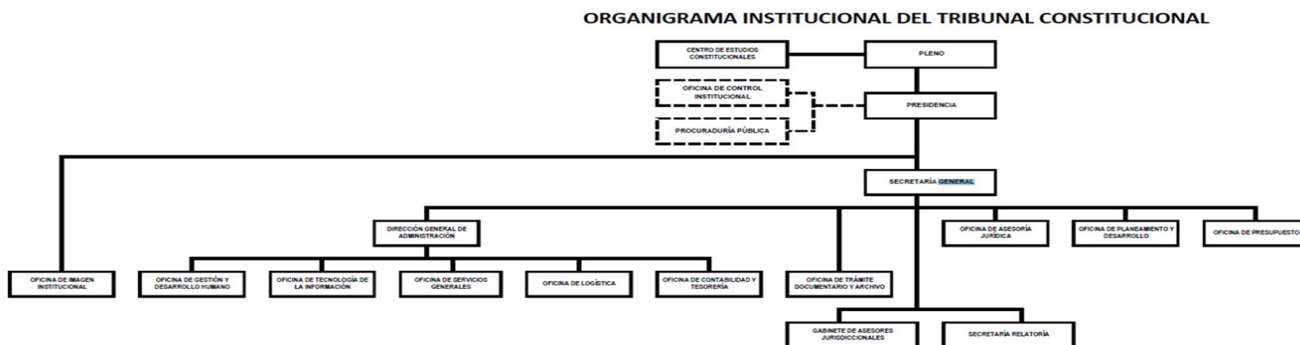 ORGANIGRAMA INSTITUCIONAL DEL TRIBUNAL CONSTITUCIONAL
CENTRO DE ESTUDIOS
CONSTITUCIONALES
PLENO
OFICINA DE CONTROL
INSTITUCIONAL
PRESIDENCIA
PROCURADURÍA PÚBLICA
SECRETARÍA GENERAL
DIRECCIÓN GENERAL DE
ADMINISTRACIÓN
OFICINA DE ASESORÍA
JURÍDICA
OFICINA DE PLANEAMIENTO Y
DESARROLLO
OFICINA DE PRESUPUESTO
OFICINA DE IMAGEN
INSTITUCIONAL
OFICINA DE GESTIÓN Y
DESARROLLO HUMANO
OFICINA DE TECNOLOGÍA DE
LA INFORMACIÓN
OFICINA DE SERVICIOS
GENERALES
OFICINA DE LOGÍSTICA
OFICINA DE CONTABILIDAD Y
TESORERÍA
OFICINA DE TRÁMITE
DOCUMENTARIO Y ARCHIVO
GABINETE DE ASESORES
JURISDICCIONALES
SECRETARÍA RELATORÍA